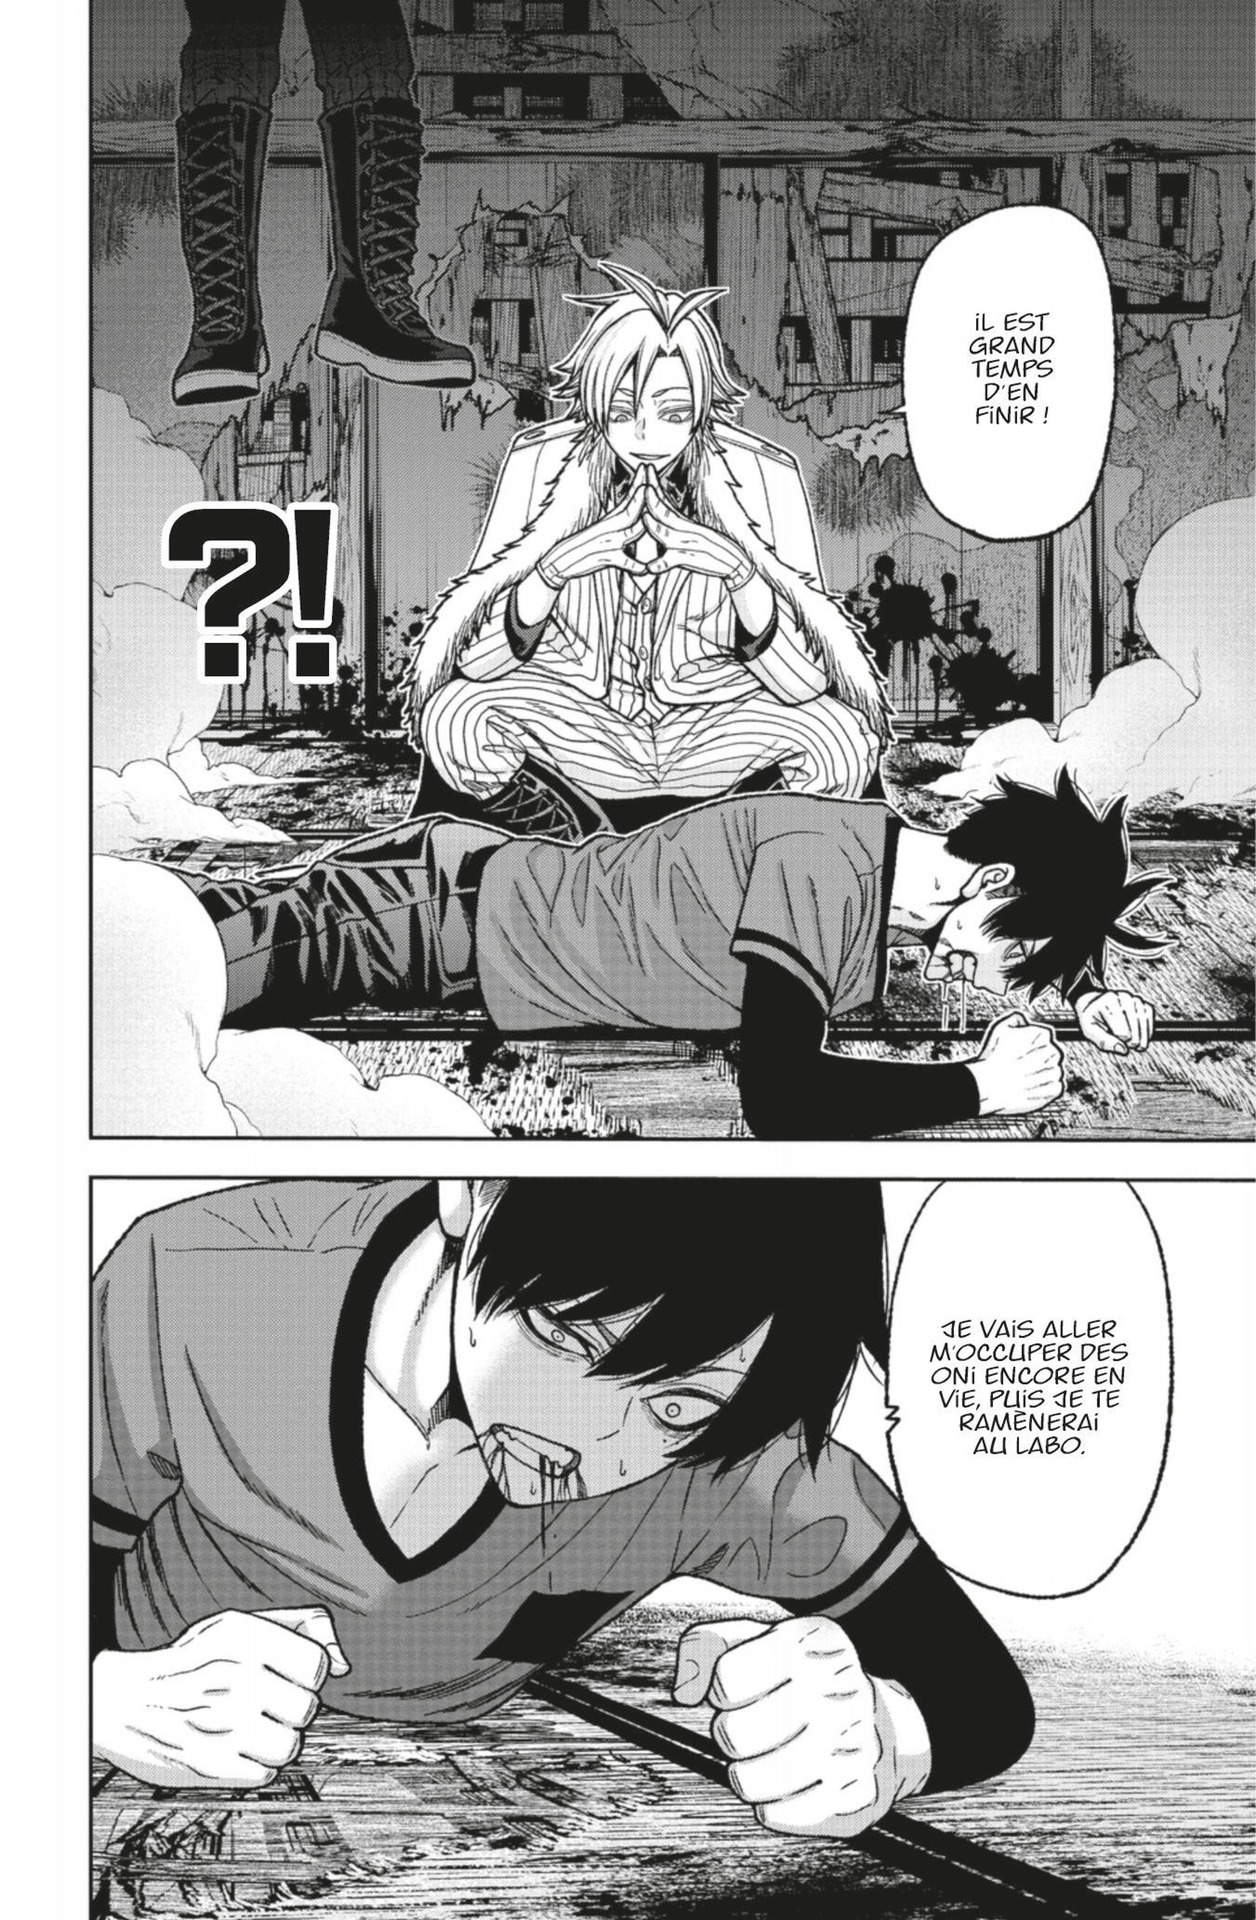 IL EST
GRAND
TEMPS
D'EN
FINIR !
?!
JE VAIS ALLER
M'OCCUPER DES
ONI ENCORE EN
VIE, PUIS JE TE
RAMÈNERAI
AU LABO.